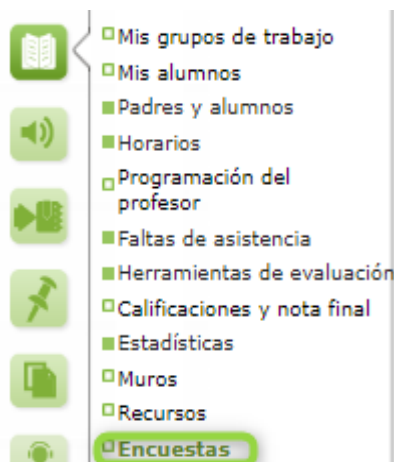 Mis grupos de trabajo
Mis alumnos
Padres y alumnos
Horarios
Programación del
profesor
Faltas de asistencia
Herramientas de evaluación
Calificaciones y nota final
Estadísticas
Muros
Recursos
Encuestas